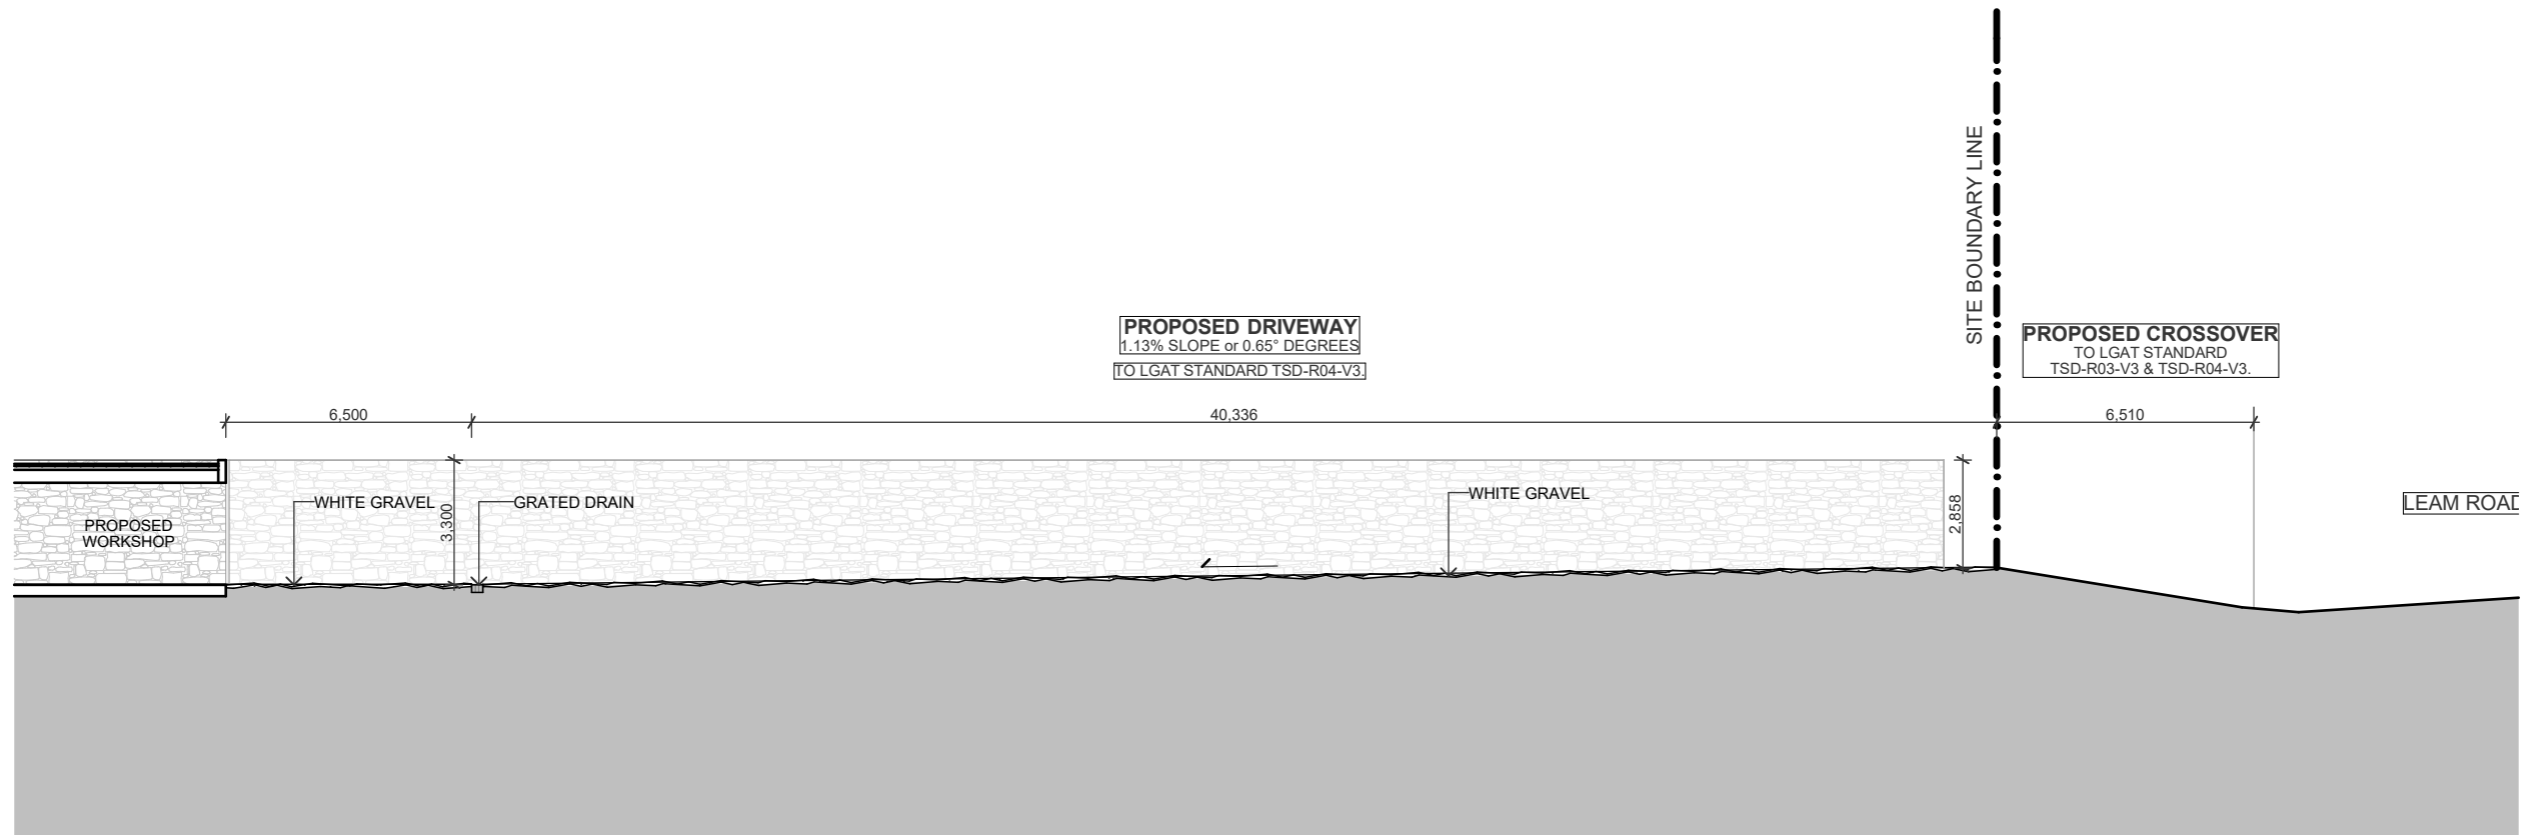 SITE BOUNDARY LINE
PROPOSED DRIVEWAY
1.13% SLOPE or 0.65° DEGREES
TO LGAT STANDARD TSD-R04-V3.
PROPOSED CROSSOVER
TO LGAT STANDARD
TSD-R03-V3 & TSD-R04-V3.
6,500
40,336
6,510
WHITE GRAVEL
3,300
GRATED DRAIN
WHITE GRAVEL
2,858
LEAM ROAD
PROPOSED
WORKSHOP